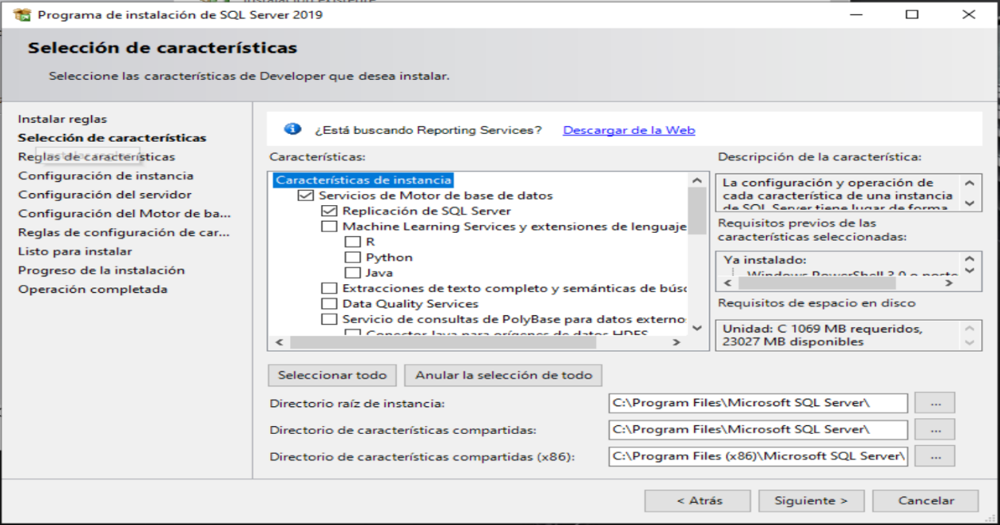 Programa de instalación de SQL Server 2019
Selección de características
Seleccione las características de Developer que desea instalar.
Instalar reglas
Selección de características
Reglas de características
Configuración de instancia
Configuración del servidor
Configuración del Motor de ba...
Reglas de configuración de car...
Listo para instalar
Progreso de la instalación
Operación completada
¿Está buscando Reporting Services? Descargar de la Web
Características:
Características de instancia
Servicios de Motor de base de datos
Replicación de SQL Server
Machine Learning Services y extensiones de lenguaje
R
Python
Java
Extracciones de texto completo y semánticas de búsc
Data Quality Services
Servicio de consultas de PolyBase para datos externo
Conector Java para orígenes de datos HDFS
Descripción de la característica:
La configuración y operación de
cada característica de una instancia
de SQL Server tiene lugar de forma
Requisitos previos de las
características seleccionadas:
Ya instalado:
Windows PowerShell 3.0 o poste
Requisitos de espacio en disco
Unidad: C 1069 MB requeridos,
23027 MB disponibles
Seleccionar todo
Anular la selección de todo
Directorio raíz de instancia: C:\Program Files\Microsoft SQL Server\ ...
Directorio de características compartidas: C:\Program Files\Microsoft SQL Server\ ...
Directorio de características compartidas (x86): C:\Program Files (x86)\Microsoft SQL Server\ ...
< Atrás
Siguiente >
Cancelar